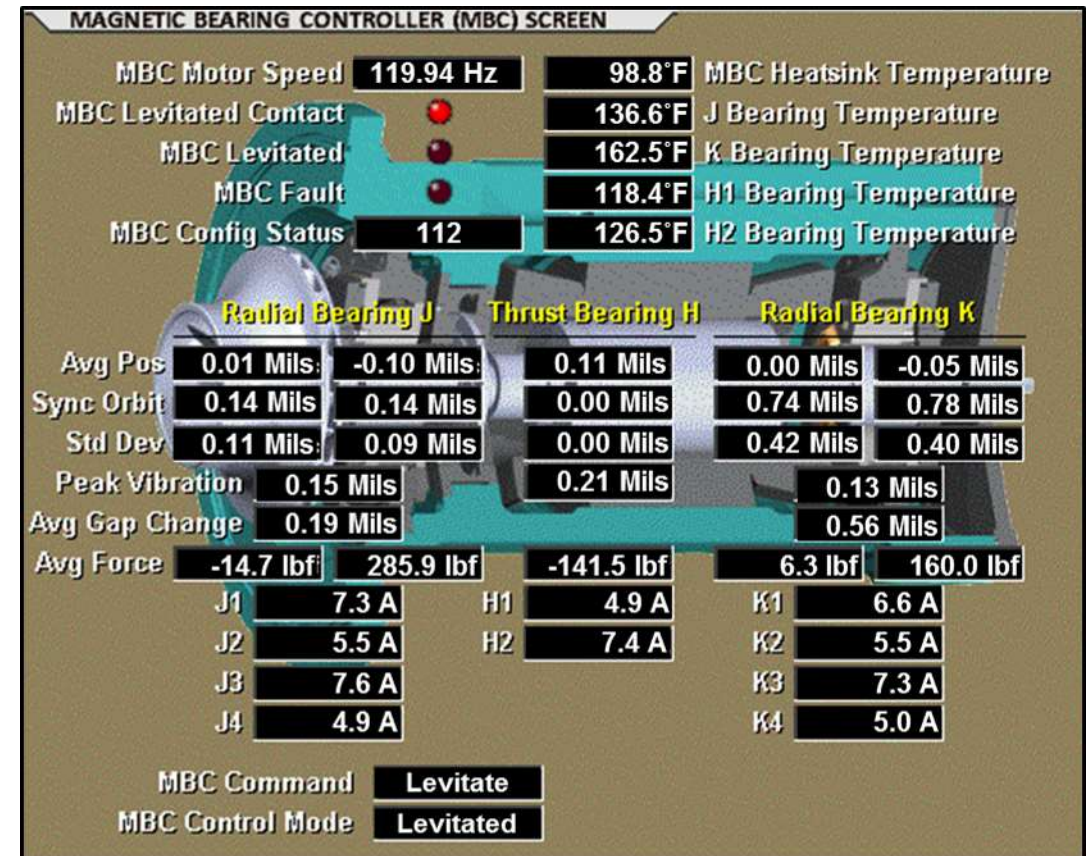 MAGNETIC BEARING CONTROLLER (MBC) SCREEN
MBC Motor Speed 119.94 Hz 98.8°F MBC Heatsink Temperature
MBC Levitated Contact 136.6°F J Bearing Temperature
MBC Levitated 162.5°F K Bearing Temperature
MBC Fault 118.4°F H1 Bearing Temperature
MBC Config Status 112 126.5°F H2 Bearing Temperature
Radial Bearing J Thrust Bearing H Radial Bearing K
Avg Pos 0.01 Mils -0.10 Mils 0.11 Mils 0.00 Mils -0.05 Mils
Sync Orbit 0.14 Mils 0.14 Mils 0.00 Mils 0.74 Mils 0.78 Mils
Std Dev 0.11 Mils 0.09 Mils 0.00 Mils 0.42 Mils 0.40 Mils
Peak Vibration 0.15 Mils 0.21 Mils 0.13 Mils
Avg Gap Change 0.19 Mils 0.56 Mils
Avg Force -14.7 lbf 285.9 lbf -141.5 lbf 6.3 lbf 160.0 lbf
J1 7.3 A H1 4.9 A K1 6.6 A
J2 5.5 A H2 7.4 A K2 5.5 A
J3 7.6 A K3 7.3 A
J4 4.9 A K4 5.0 A
MBC Command Levitate
MBC Control Mode Levitated